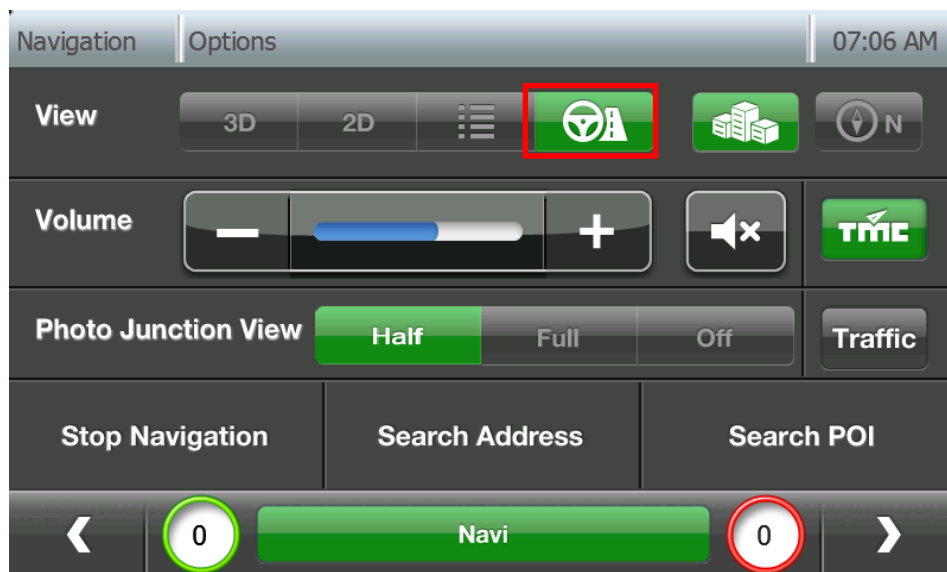 Navigation Options 07:06 AM
View 3D 2D N
Volume TMC
Photo Junction View Half Full Off Traffic
Stop Navigation Search Address Search POI
0 Navi 0